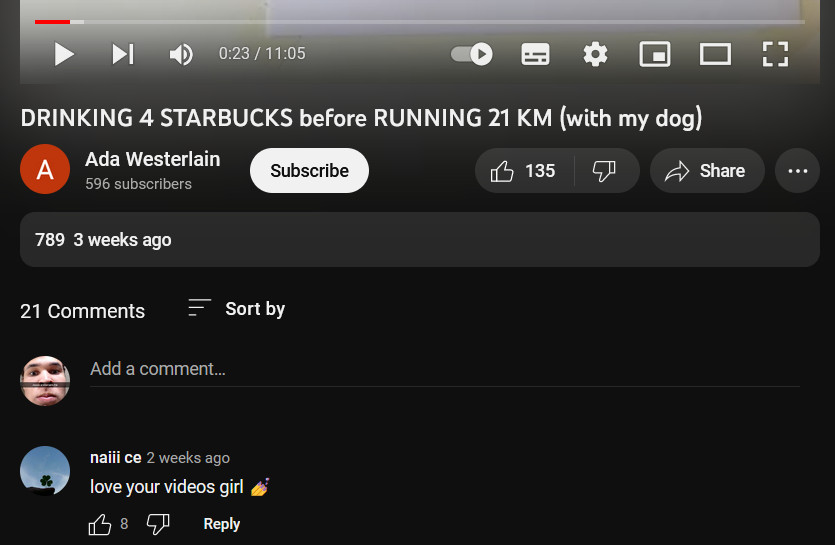 0:23 / 11:05
DRINKING 4 STARBUCKS before RUNNING 21 KM (with my dog)
A
Ada Westerlain
596 subscribers
Subscribe
135
Share
789 3 weeks ago
21 Comments
Sort by
Add a comment...
naiii ce 2 weeks ago
love your videos girl 💅
8
Reply